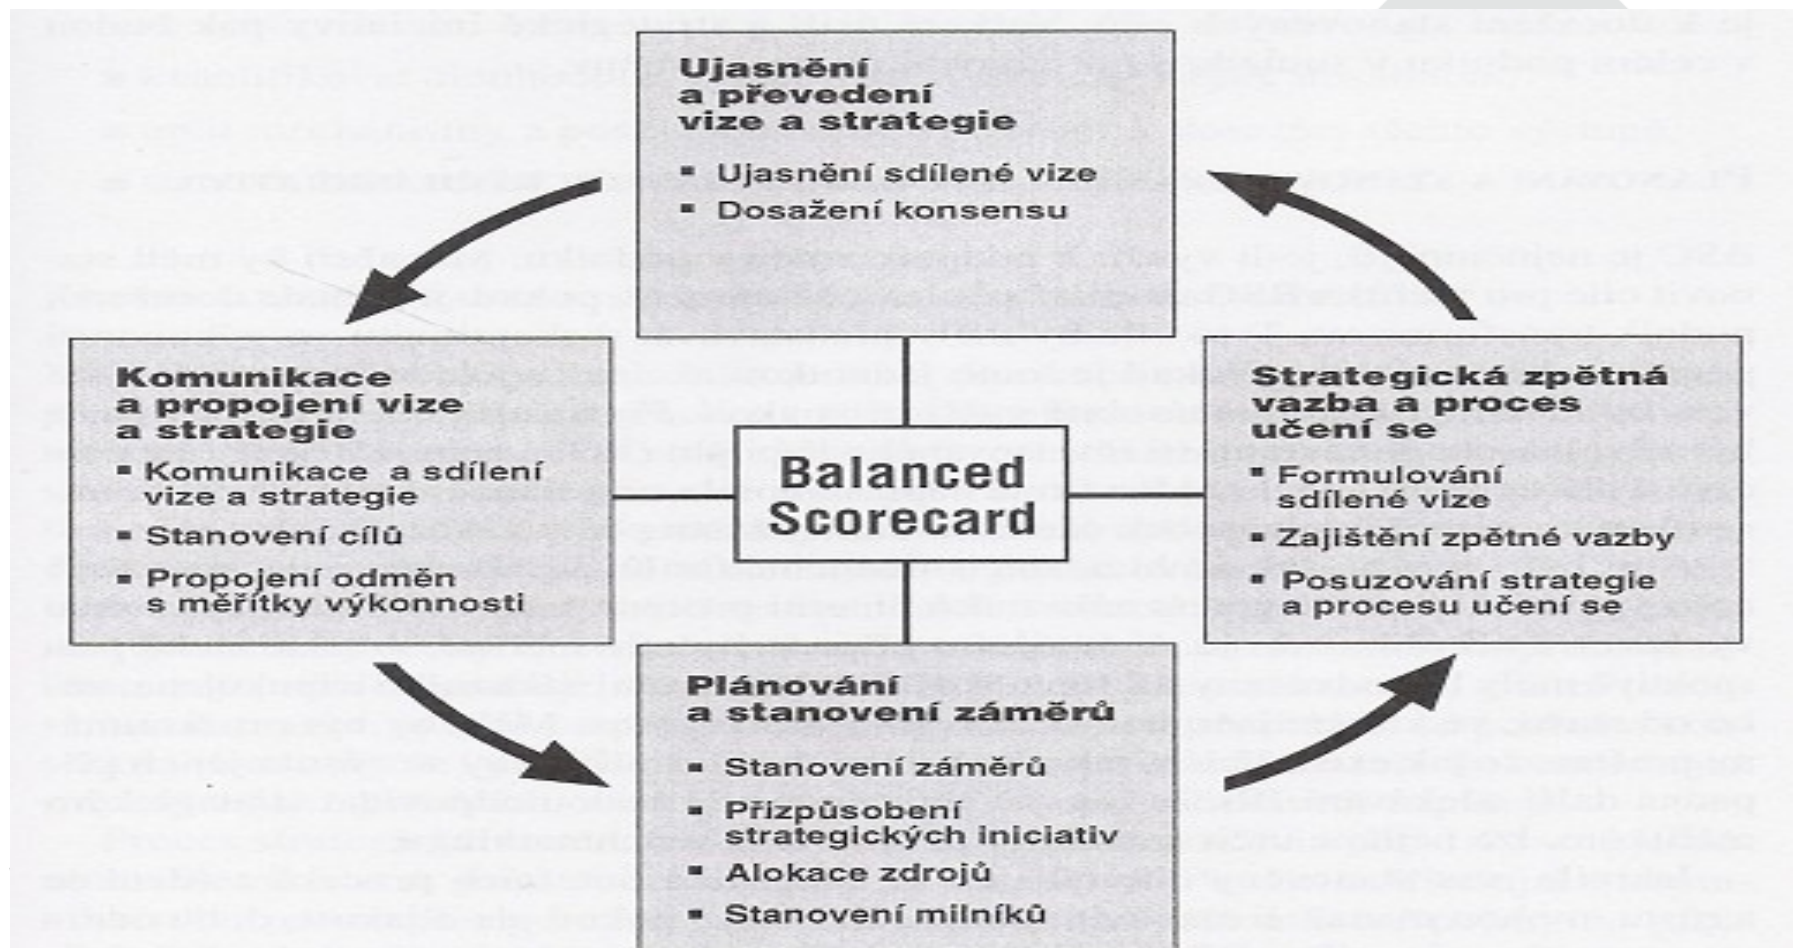 Ujasnění
a převedení
vize a strategie
▪ Ujasnění sdílené vize
▪ Dosažení konsensu
Komunikace
a propojení vize
a strategie
▪ Komunikace a sdílení
vize a strategie
▪ Stanovení cílů
▪ Propojení odměn
s měřítky výkonnosti
Balanced
Scorecard
Strategická zpětná
vazba a proces
učení se
▪ Formulování
sdílené vize
▪ Zajištění zpětné vazby
▪ Posuzování strategie
a procesu učení se
Plánování
a stanovení záměrů
▪ Stanovení záměrů
▪ Přizpůsobení
strategických iniciativ
▪ Alokace zdrojů
▪ Stanovení milníků